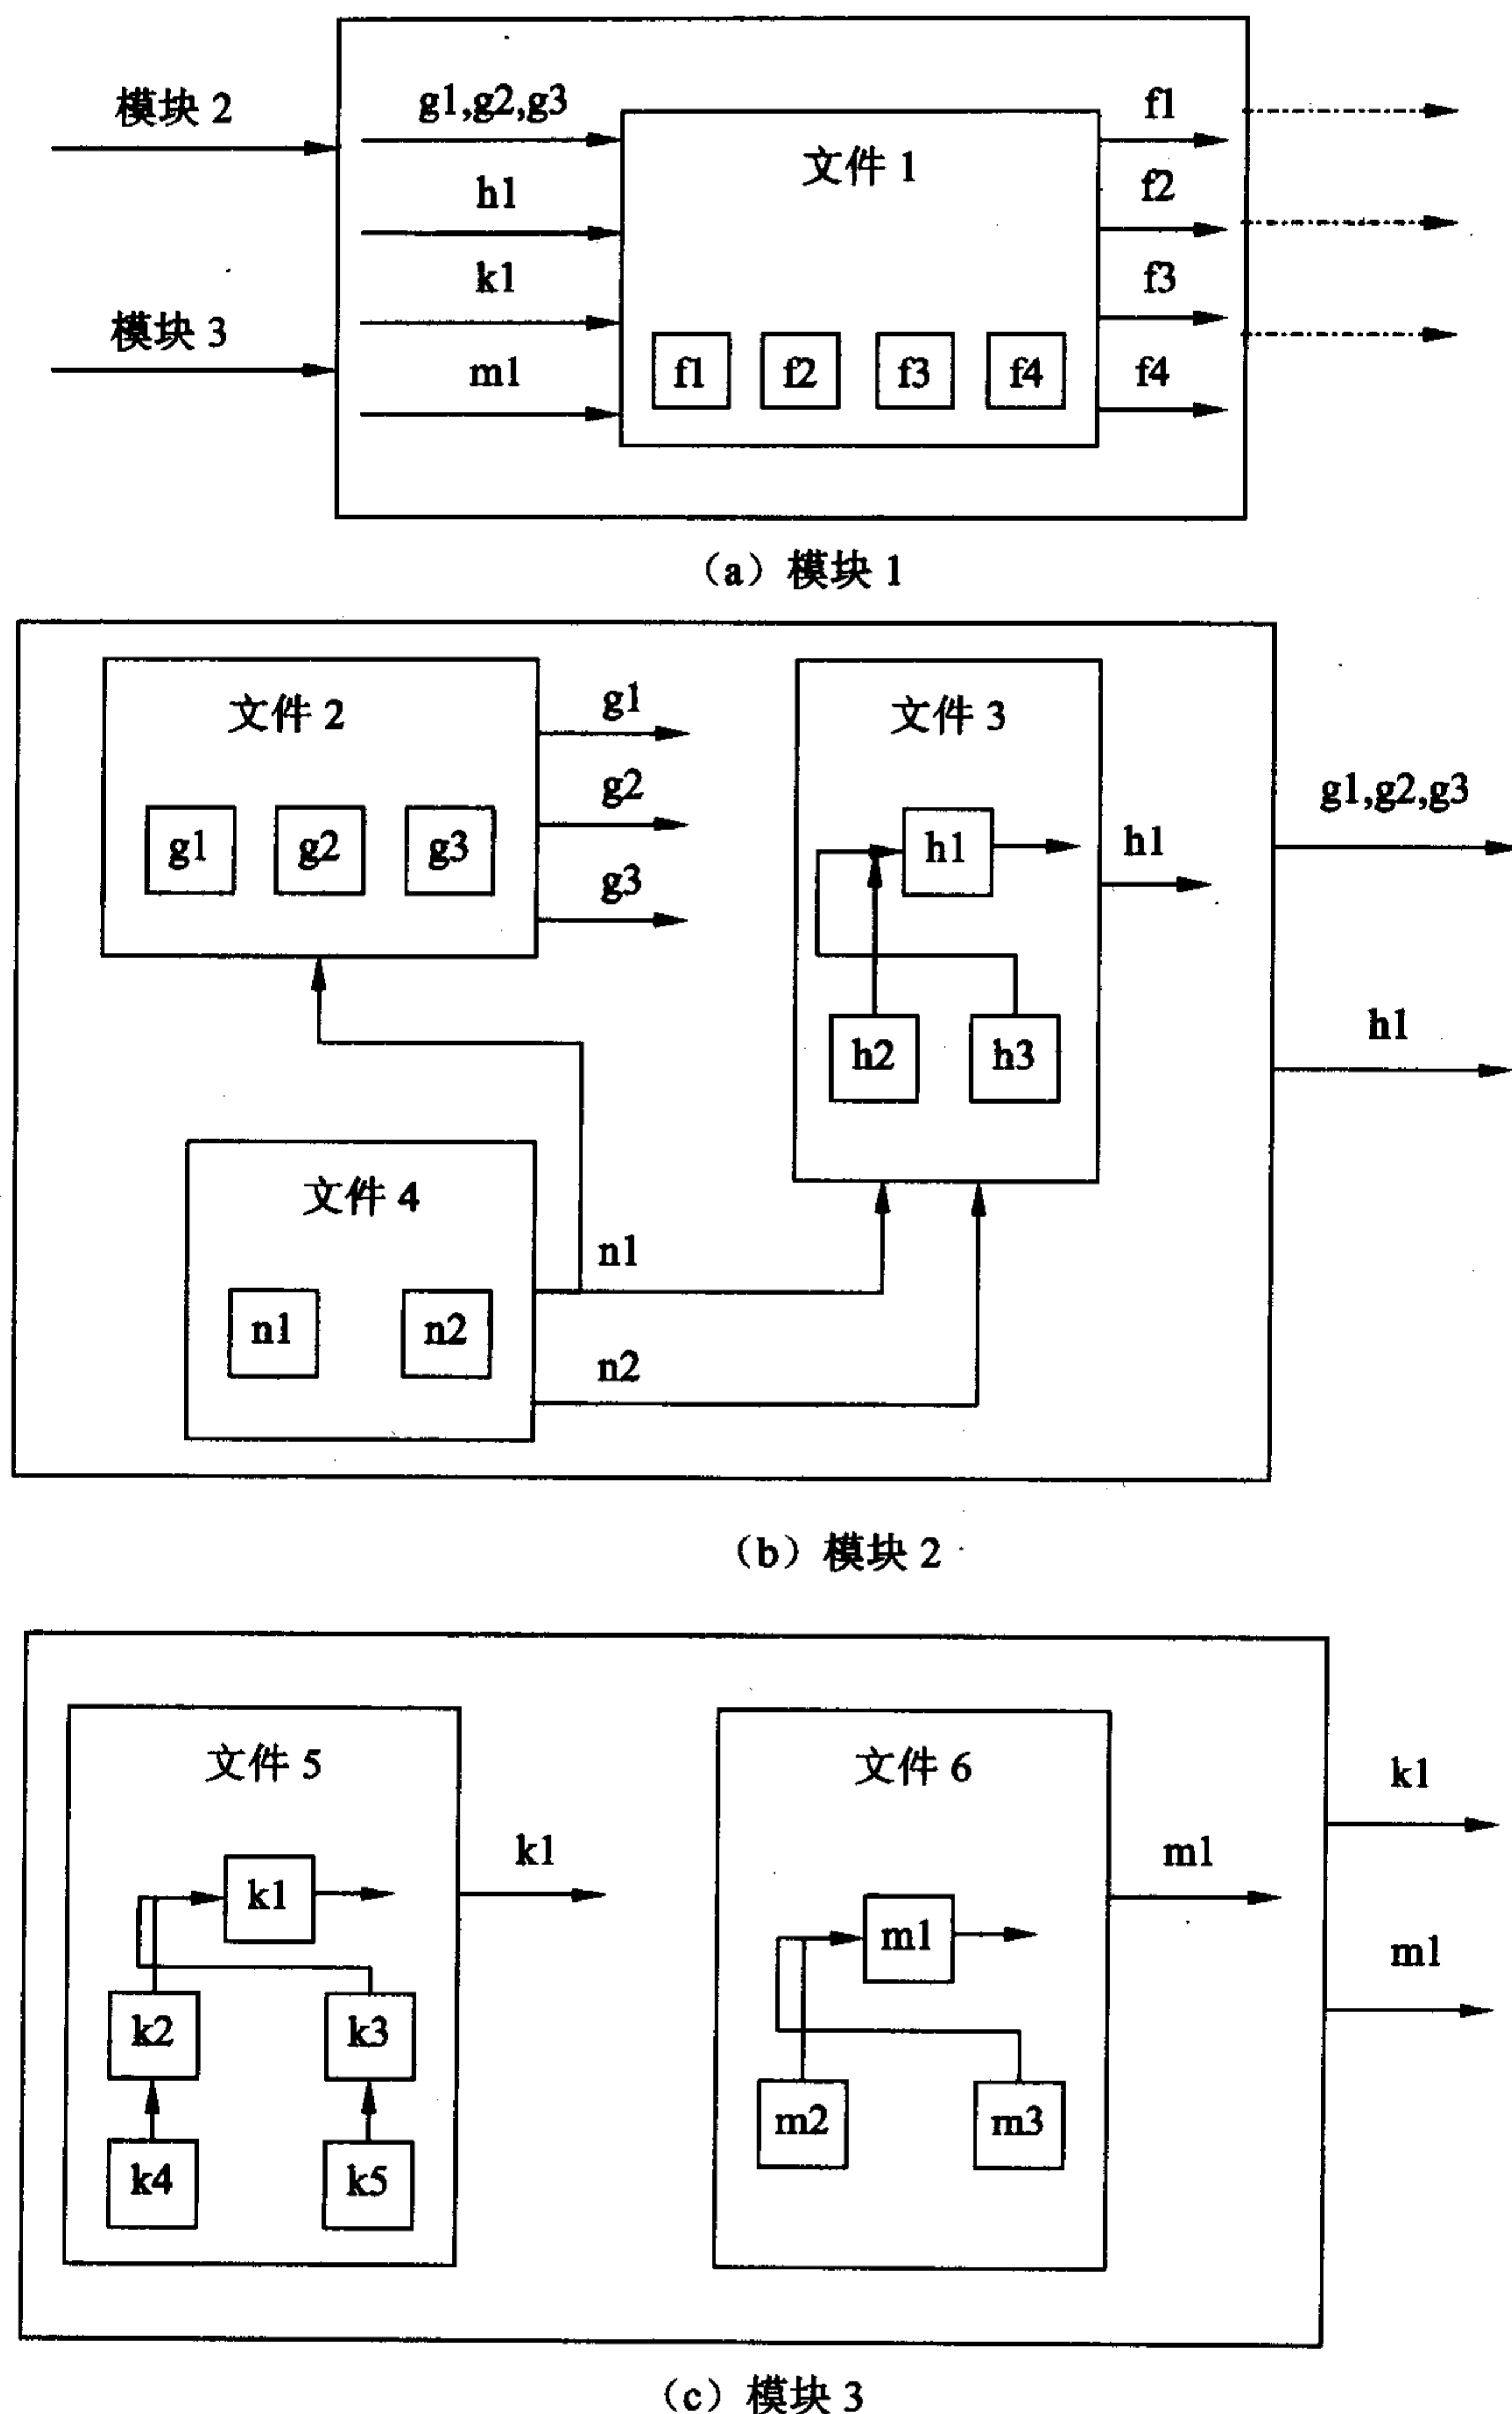 模块 2
g1,g2,g3
f1
文件 1
h1
f2
k1
f3
模块 3
m1
f1
f2
f3
f4
f4
（a）模块 1
文件 2
g1
文件 3
g2
g1,g2,g3
g1
g2
g3
h1
h1
g3
h1
h2
h3
文件 4
n1
n1
n2
n2
（b）模块 2
文件 5
文件 6
k1
k1
k1
m1
m1
m1
k2
k3
m2
m3
k4
k5
（c）模块 3